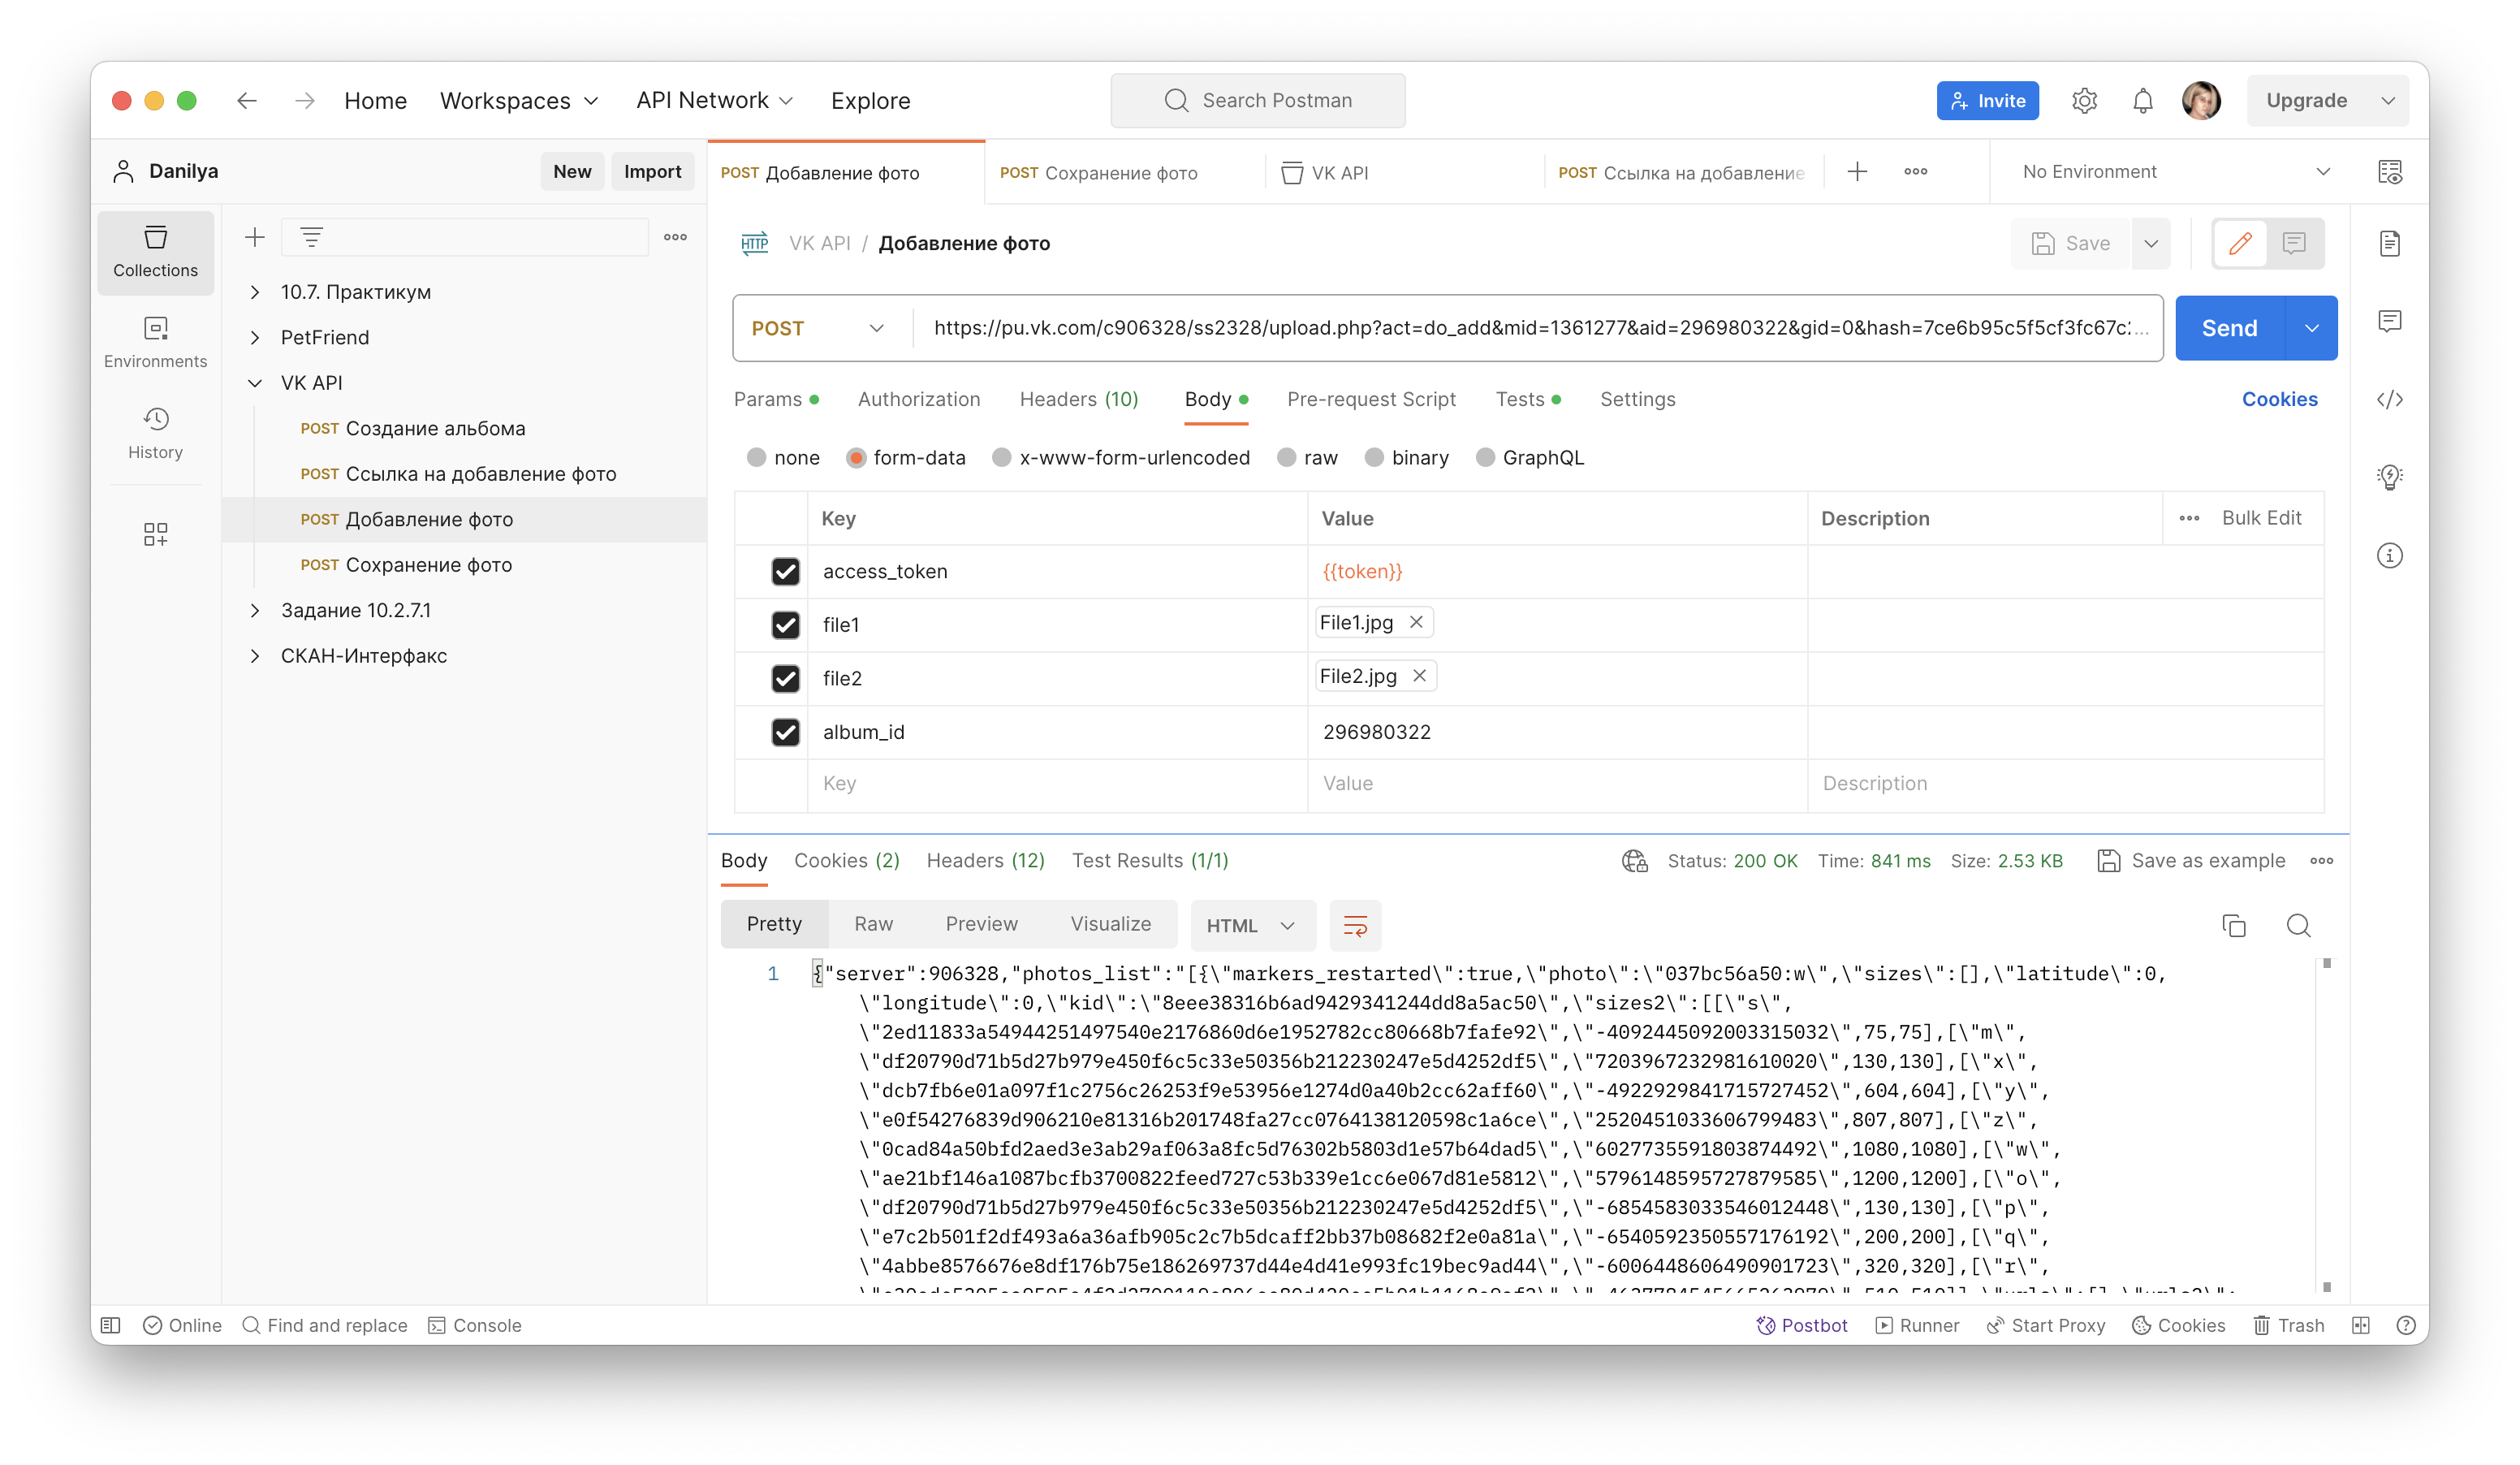 Home Workspaces API Network Explore Search Postman Invite Upgrade
Danilya New Import
POST Добавление фото POST Сохранение фото VK API POST Ссылка на добавление No Environment
Collections
Environments
History
10.7. Практикум
PetFriend
VK API
POST Создание альбома
POST Ссылка на добавление фото
POST Добавление фото
POST Сохранение фото
Задание 10.2.7.1
СКАН-Интерфакс
HTTP VK API / Добавление фото Save
POST https://pu.vk.com/c906328/ss2328/upload.php?act=do_add&mid=1361277&aid=296980322&gid=0&hash=7ce6b95c5f5cf3fc67c... Send
Params Authorization Headers (10) Body Pre-request Script Tests Settings Cookies
none form-data x-www-form-urlencoded raw binary GraphQL
Key Value Description Bulk Edit
access_token {{token}}
file1 File1.jpg
file2 File2.jpg
album_id 296980322
Key Value Description
Body Cookies (2) Headers (12) Test Results (1/1) Status: 200 OK Time: 841 ms Size: 2.53 KB Save as example
Pretty Raw Preview Visualize HTML
1 {"server":906328,"photos_list":"[{\"markers_restarted\":true,\"photo\":\"037bc56a50:w\",\"sizes\":[],\"latitude\":0,
\"longitude\":0,\"kid\":\"8eee38316b6ad9429341244dd8a5ac50\",\"sizes2\":[[\"s\",
\"2ed11833a54944251497540e2176860d6e1952782cc80668b7fafe92\",\"-4092445092003315032\",75,75],[\"m\",
\"df20790d71b5d27b979e450f6c5c33e50356b212230247e5d4252df5\",\"7203967232981610020\",130,130],[\"x\",
\"dcb7fb6e01a097f1c2756c26253f9e53956e1274d0a40b2cc62aff60\",\"-4922929841715727452\",604,604],[\"y\",
\"e0f54276839d906210e81316b201748fa27cc0764138120598c1a6ce\",\"2520451033606799483\",807,807],[\"z\",
\"0cad84a50bfd2aed3e3ab29af063a8fc5d76302b5803d1e57b64dad5\",\"6027735591803874492\",1080,1080],[\"w\",
\"ae21bf146a1087bcfb3700822feed727c53b339e1cc6e067d81e5812\",\"5796148595727879585\",1200,1200],[\"o\",
\"df20790d71b5d27b979e450f6c5c33e50356b212230247e5d4252df5\",\"-6854583033546012448\",130,130],[\"p\",
\"e7c2b501f2df493a6a36afb905c2c7b5dcaff2bb37b08682f2e0a81a\",\"-6540592350557176192\",200,200],[\"q\",
\"4abbe8576676e8df176b75e186269737d44e4d41e993fc19bec9ad44\",\"-6006448606490901723\",320,320],[\"r\",
Online Find and replace Console Postbot Runner Start Proxy Cookies Trash